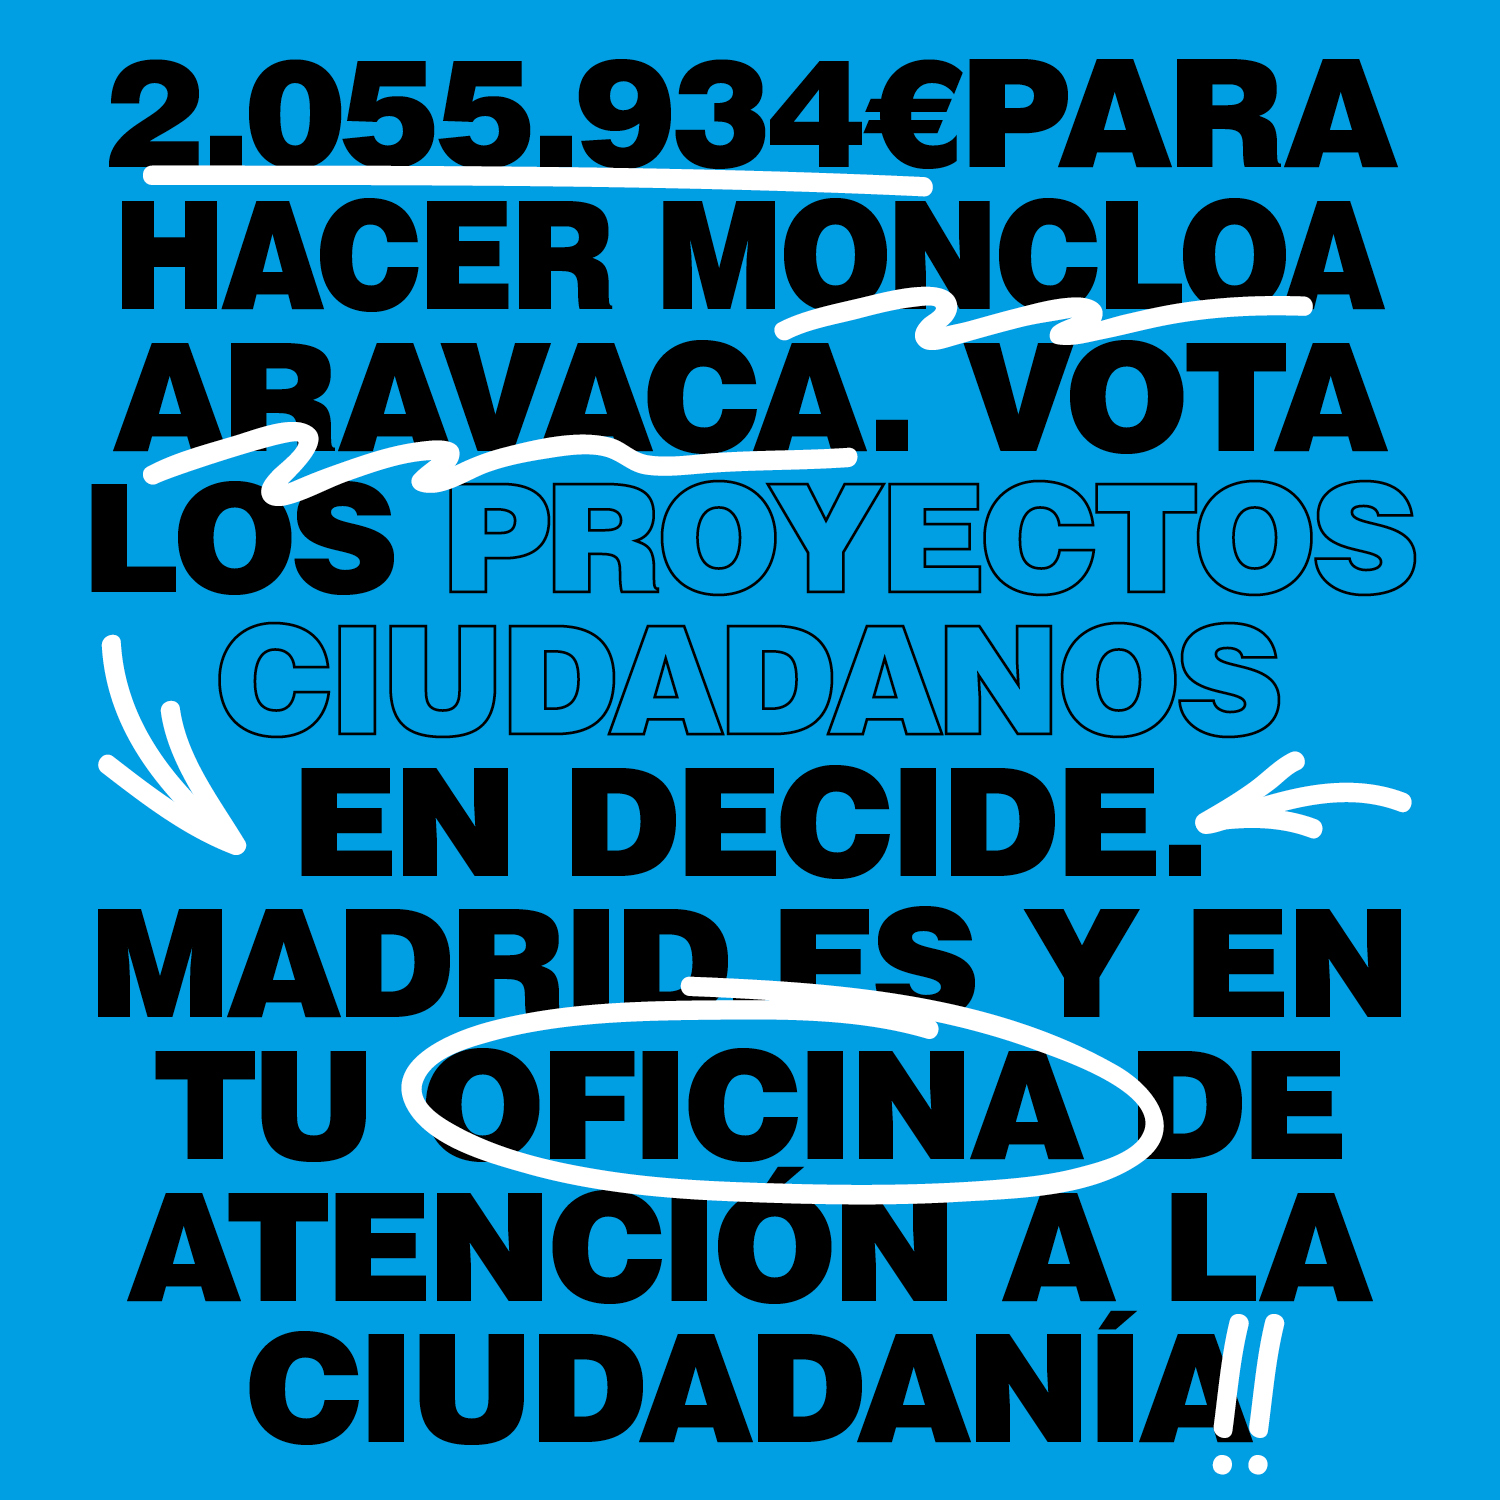 2.055.934€PARA
HACER MONCLOA
ARAVACA. VOTA
LOS PROYECTOS
CIUDADANOS
EN DECIDE.
MADRID.ES Y EN
TU OFICINA DE
ATENCIÓN A LA
CIUDADANÍA!!